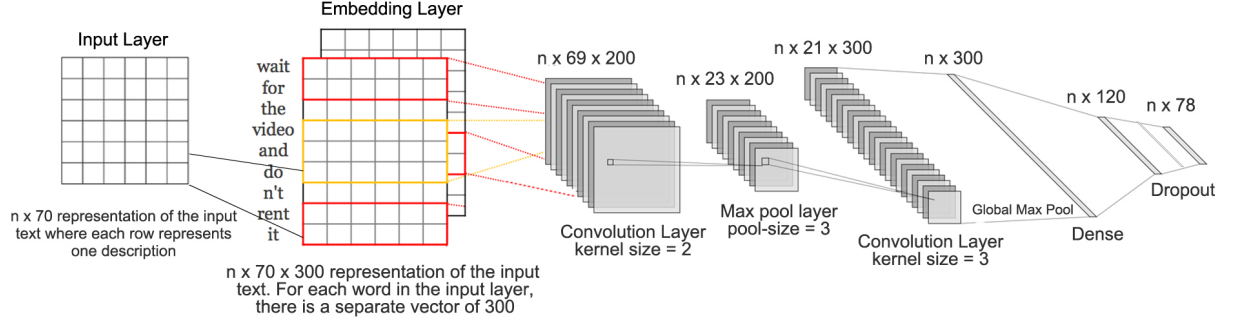 Input Layer
n x 70 representation of the input
text where each row represents
one description
Embedding Layer
wait
for
the
video
and
do
n't
rent
it
n x 70 x 300 representation of the input
text. For each word in the input layer,
there is a separate vector of 300
n x 69 x 200
Convolution Layer
kernel size = 2
n x 23 x 200
Max pool layer
pool-size = 3
n x 21 x 300
Convolution Layer
kernel size = 3
n x 300
Global Max Pool
Dense
n x 120
n x 78
Dropout